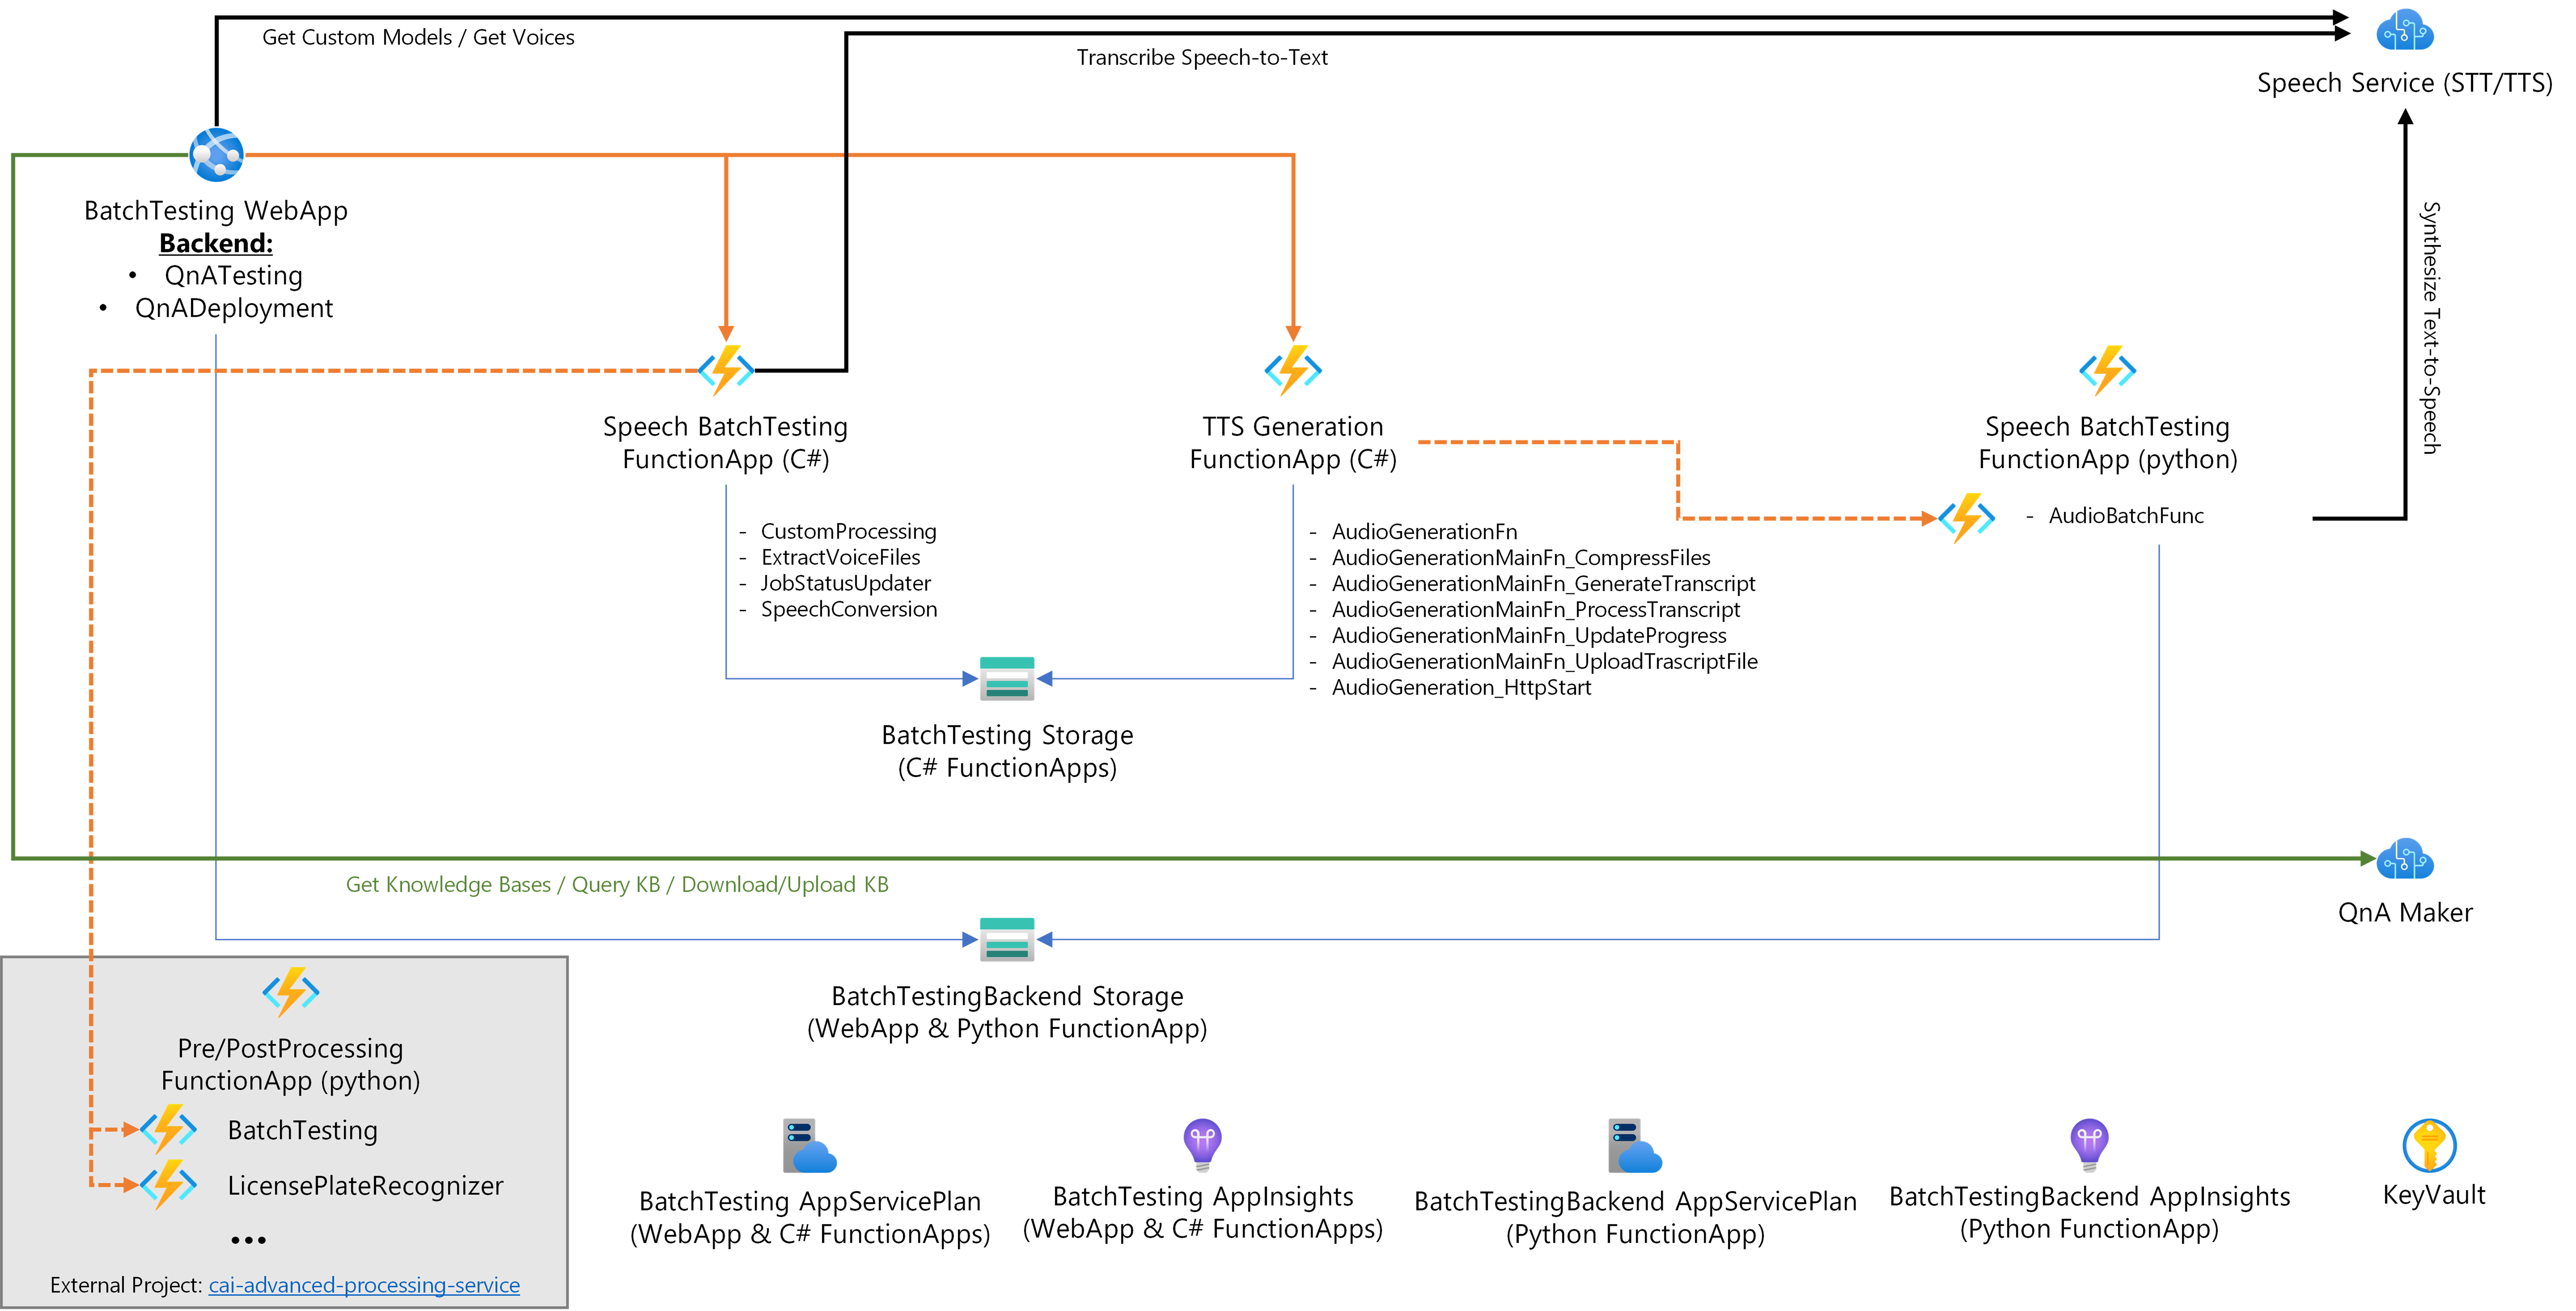 Get Custom Models / Get Voices
Transcribe Speech-to-Text
Speech Service (STT/TTS)
Synthesize Text-to-Speech
BatchTesting WebApp
Backend:
• QnATesting
• QnADeployment
Speech BatchTesting
FunctionApp (C#)
- CustomProcessing
- ExtractVoiceFiles
- JobStatusUpdater
- SpeechConversion
TTS Generation
FunctionApp (C#)
- AudioGenerationFn
- AudioGenerationMainFn_CompressFiles
- AudioGenerationMainFn_GenerateTranscript
- AudioGenerationMainFn_ProcessTranscript
- AudioGenerationMainFn_UpdateProgress
- AudioGenerationMainFn_UploadTrascriptFile
- AudioGeneration_HttpStart
Speech BatchTesting
FunctionApp (python)
- AudioBatchFunc
BatchTesting Storage
(C# FunctionApps)
Get Knowledge Bases / Query KB / Download/Upload KB
QnA Maker
BatchTestingBackend Storage
(WebApp & Python FunctionApp)
Pre/PostProcessing
FunctionApp (python)
BatchTesting
LicensePlateRecognizer
...
External Project: cai-advanced-processing-service
BatchTesting AppServicePlan
(WebApp & C# FunctionApps)
BatchTesting AppInsights
(WebApp & C# FunctionApps)
BatchTestingBackend AppServicePlan
(Python FunctionApp)
BatchTestingBackend AppInsights
(Python FunctionApp)
KeyVault